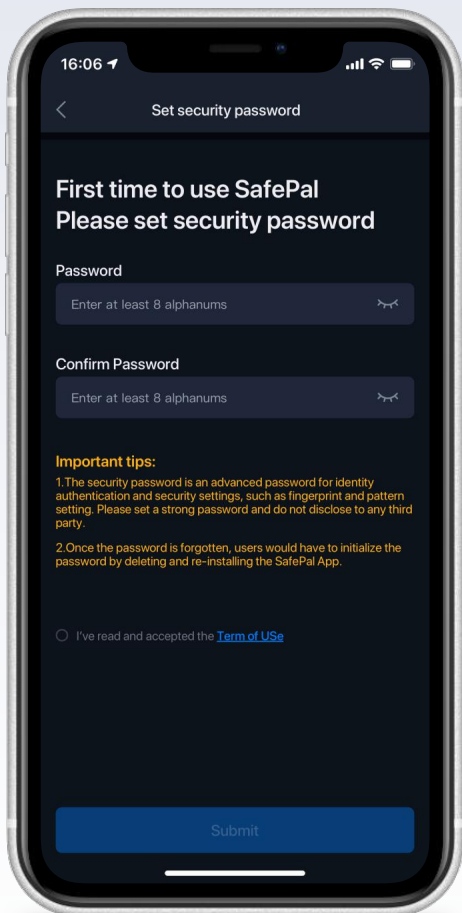 16:06
Set security password
First time to use SafePal
Please set security password
Password
Enter at least 8 alphanums
Confirm Password
Enter at least 8 alphanums
Important tips:
1.The security password is an advanced password for identity
authentication and security settings, such as fingerprint and pattern
setting. Please set a strong password and do not disclose to any third
party.
2.Once the password is forgotten, users would have to initialize the
password by deleting and re-installing the SafePal App.
I've read and accepted the Term of USe
Submit